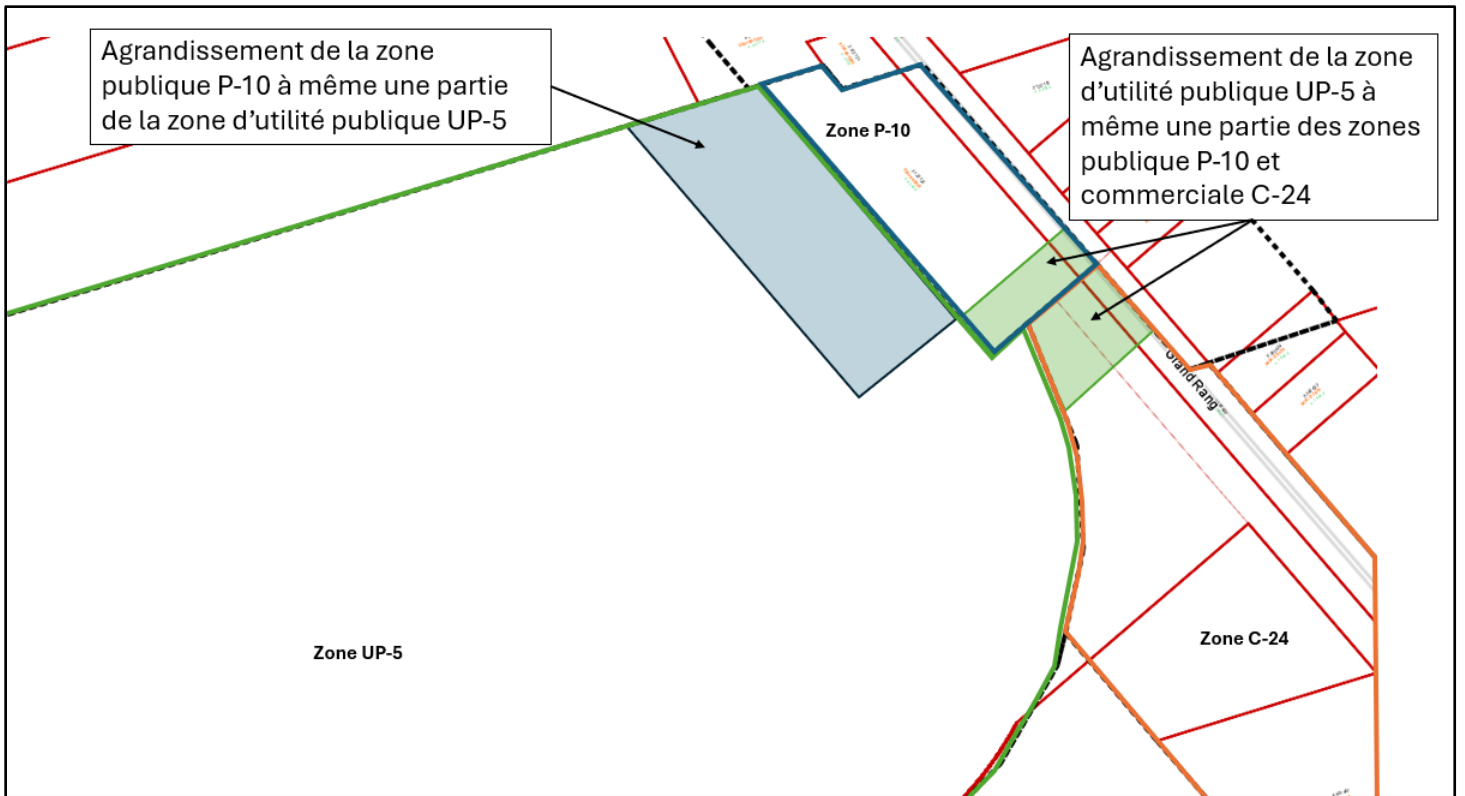 Agrandissement de la zone
publique P-10 à même une partie
de la zone d'utilité publique UP-5
Agrandissement de la zone
d'utilité publique UP-5 à
même une partie des zones
publique P-10 et
commerciale C-24
Zone P-10
Grand Rang
Zone UP-5
Zone C-24